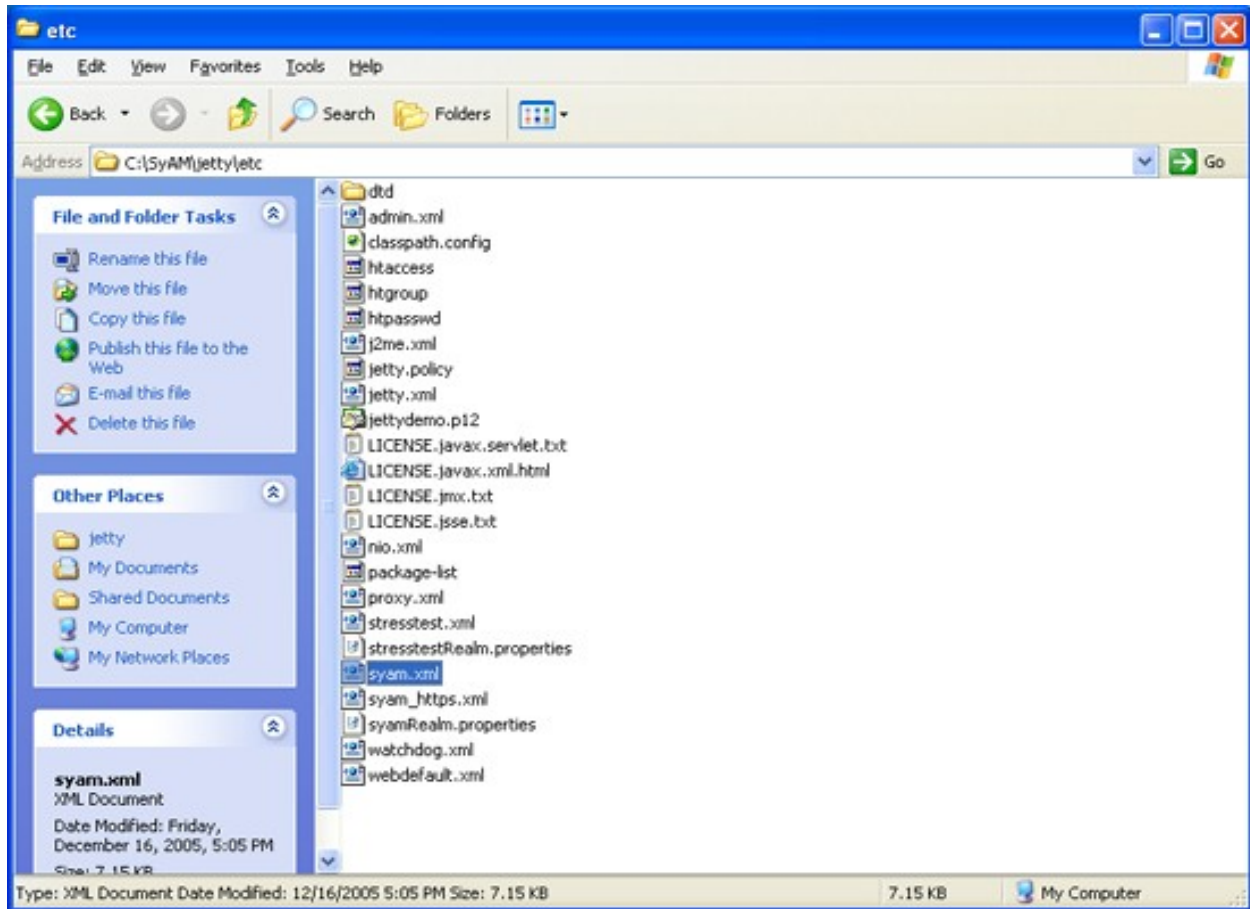 etc
File Edit View Favorites Tools Help
Back Search Folders
Address C:\SyAM\jetty\etc Go
File and Folder Tasks
Rename this file
Move this file
Copy this file
Publish this file to the
Web
E-mail this file
Delete this file
Other Places
jetty
My Documents
Shared Documents
My Computer
My Network Places
Details
syam.xml
XML Document
Date Modified: Friday,
December 16, 2005, 5:05 PM
Size: 7.15 KB
dtd
admin.xml
classpath.config
htaccess
htgroup
htpasswd
j2me.xml
jetty.policy
jetty.xml
jettydemo.p12
LICENSE.javax.servlet.txt
LICENSE.javax.xml.html
LICENSE.jmx.txt
LICENSE.jsse.txt
nio.xml
package-list
proxy.xml
stresstest.xml
stresstestRealm.properties
syam.xml
syam_https.xml
syamRealm.properties
watchdog.xml
webdefault.xml
Type: XML Document Date Modified: 12/16/2005 5:05 PM Size: 7.15 KB 7.15 KB My Computer